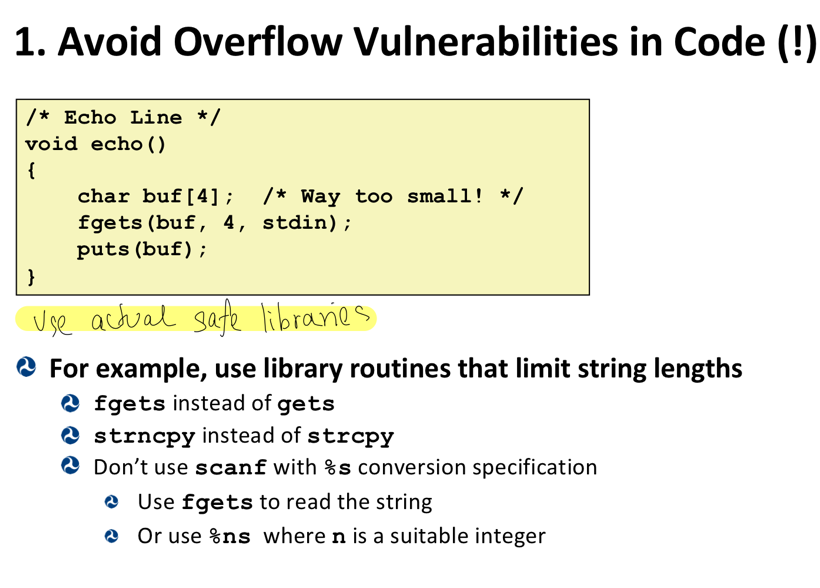 1. Avoid Overflow Vulnerabilities in Code (!)
/* Echo Line */
void echo()
{
    char buf[4];  /* Way too small! */
    fgets(buf, 4, stdin);
    puts(buf);
}
Use actual safe libraries
For example, use library routines that limit string lengths
fgets instead of gets
strncpy instead of strcpy
Don’t use scanf with %s conversion specification
Use fgets to read the string
Or use %ns where n is a suitable integer